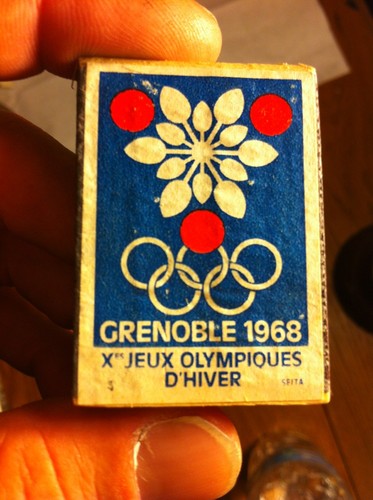 GRENOBLE 1968
Xes JEUX OLYMPIQUES
D'HIVER
SEITA